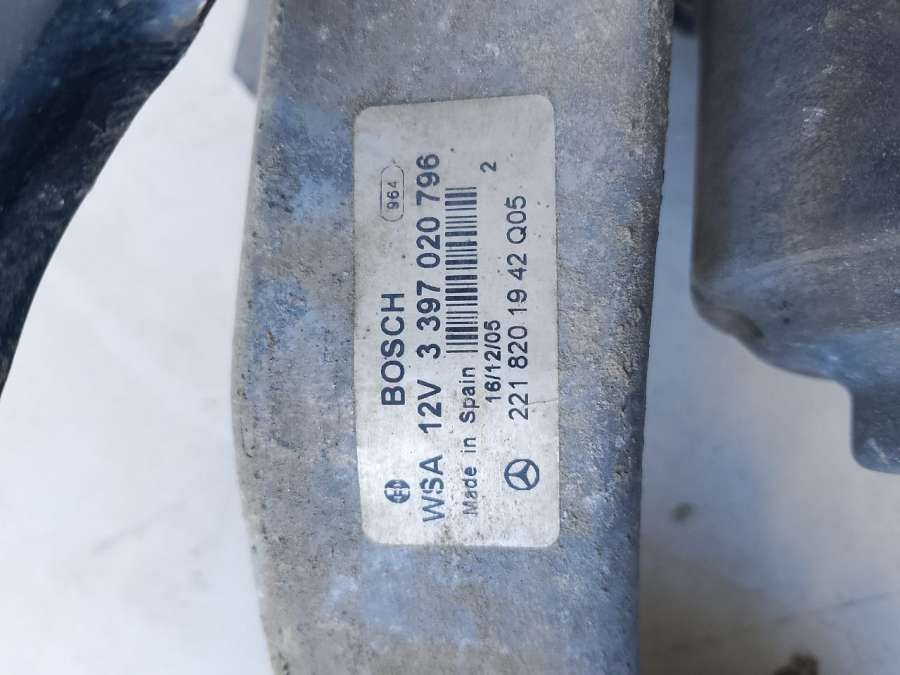 BOSCH
964
WSA 12V 3 397 020 796
Made in Spain
2
16/12/05
221 820 19 42 Q05